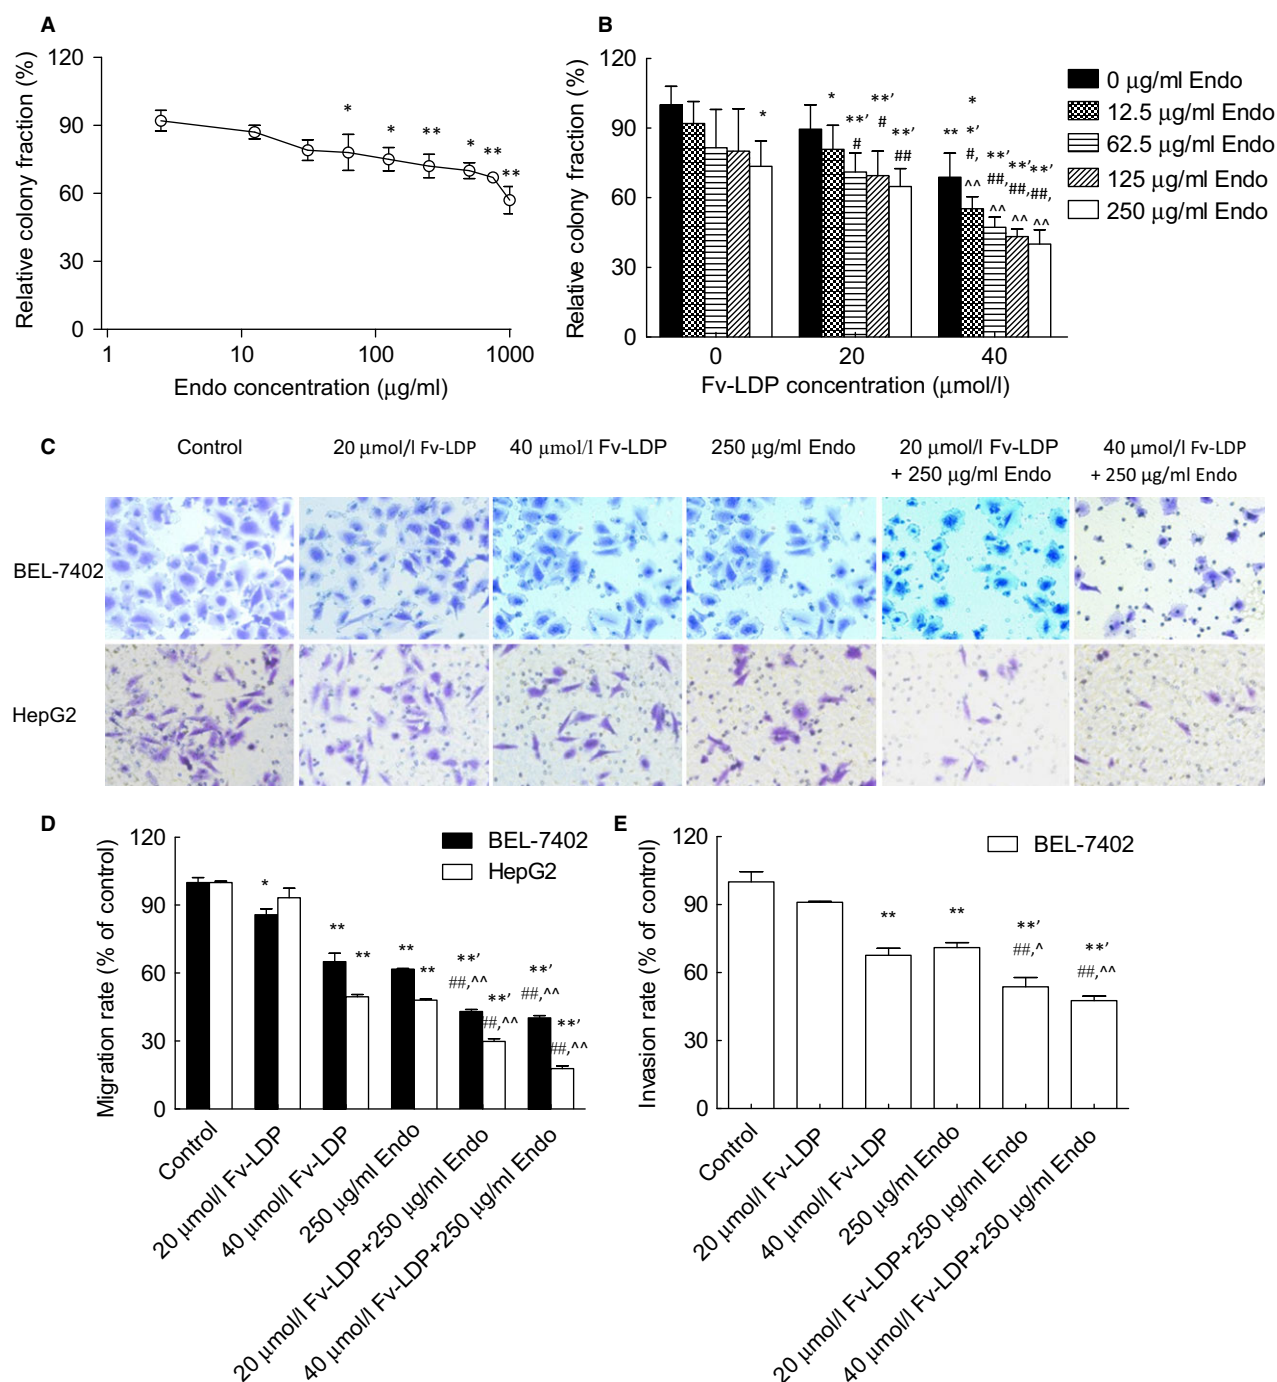 A
120
90
60
30
0
Relative colony fraction (%)
* * ** * ** **
1 10 100 1000
Endo concentration (μg/ml)
B
120
90
60
30
0
Relative colony fraction (%)
*
*
**′
#
**′
#
**′
##
**
*
*′
#,
^^
**′
##,
^^
**′
##,
^^
**′
##,
^^
0 20 40
Fv-LDP concentration (μmol/l)
0 μg/ml Endo
12.5 μg/ml Endo
62.5 μg/ml Endo
125 μg/ml Endo
250 μg/ml Endo
C
Control
20 μmol/l Fv-LDP
40 μmol/l Fv-LDP
250 μg/ml Endo
20 μmol/l Fv-LDP
+ 250 μg/ml Endo
40 μmol/l Fv-LDP
+ 250 μg/ml Endo
BEL-7402
HepG2
D
120
90
60
30
0
Migration rate (% of control)
BEL-7402
HepG2
*
**
**
**
**
**′
##,^^
**′
##,^^
**′
##,^^
**′
##,^^
Control
20 μmol/l Fv-LDP
40 μmol/l Fv-LDP
250 μg/ml Endo
20 μmol/l Fv-LDP+250 μg/ml Endo
40 μmol/l Fv-LDP+250 μg/ml Endo
E
120
90
60
30
0
Invasion rate (% of control)
BEL-7402
**
**
**′
##,^
**′
##,^^
Control
20 μmol/l Fv-LDP
40 μmol/l Fv-LDP
250 μg/ml Endo
20 μmol/l Fv-LDP+250 μg/ml Endo
40 μmol/l Fv-LDP+250 μg/ml Endo